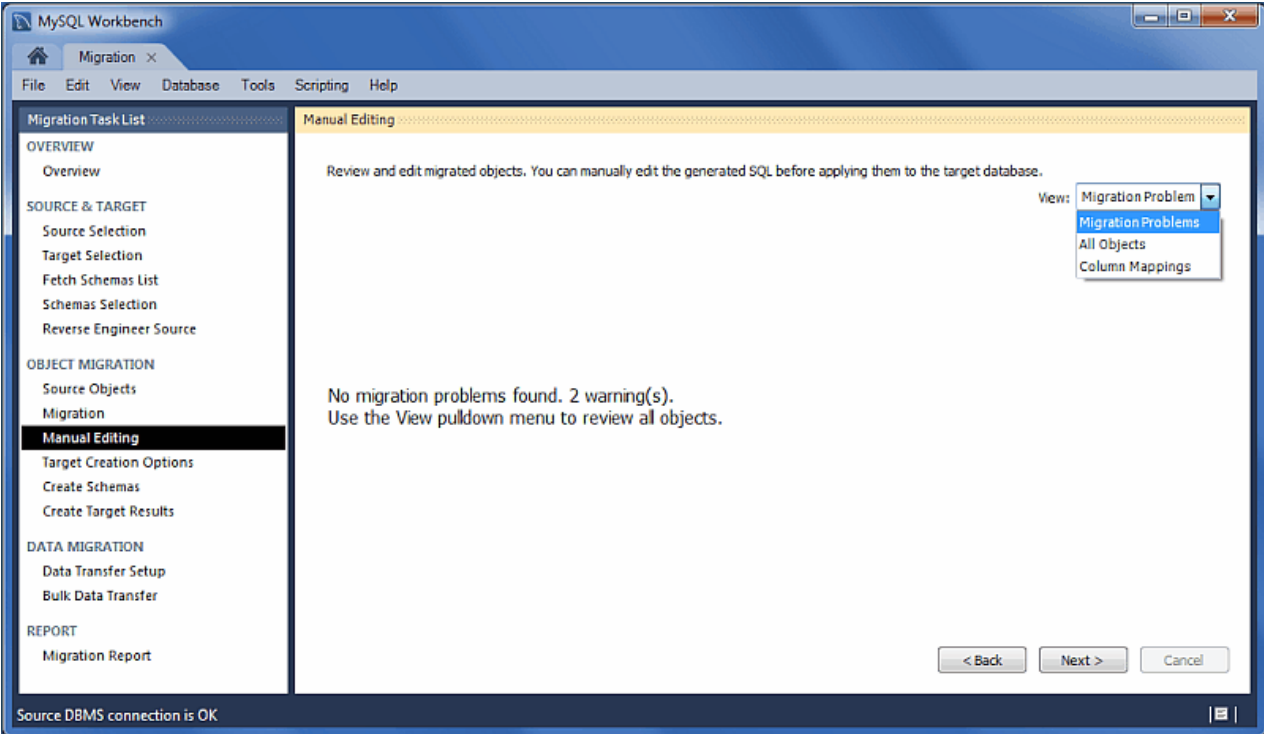 MySQL Workbench
Migration ×
File Edit View Database Tools Scripting Help
Migration Task List
OVERVIEW
Overview
SOURCE & TARGET
Source Selection
Target Selection
Fetch Schemas List
Schemas Selection
Reverse Engineer Source
OBJECT MIGRATION
Source Objects
Migration
Manual Editing
Target Creation Options
Create Schemas
Create Target Results
DATA MIGRATION
Data Transfer Setup
Bulk Data Transfer
REPORT
Migration Report
Manual Editing
Review and edit migrated objects. You can manually edit the generated SQL before applying them to the target database.
View: Migration Problem
Migration Problems
All Objects
Column Mappings
No migration problems found. 2 warning(s).
Use the View pulldown menu to review all objects.
< Back Next > Cancel
Source DBMS connection is OK